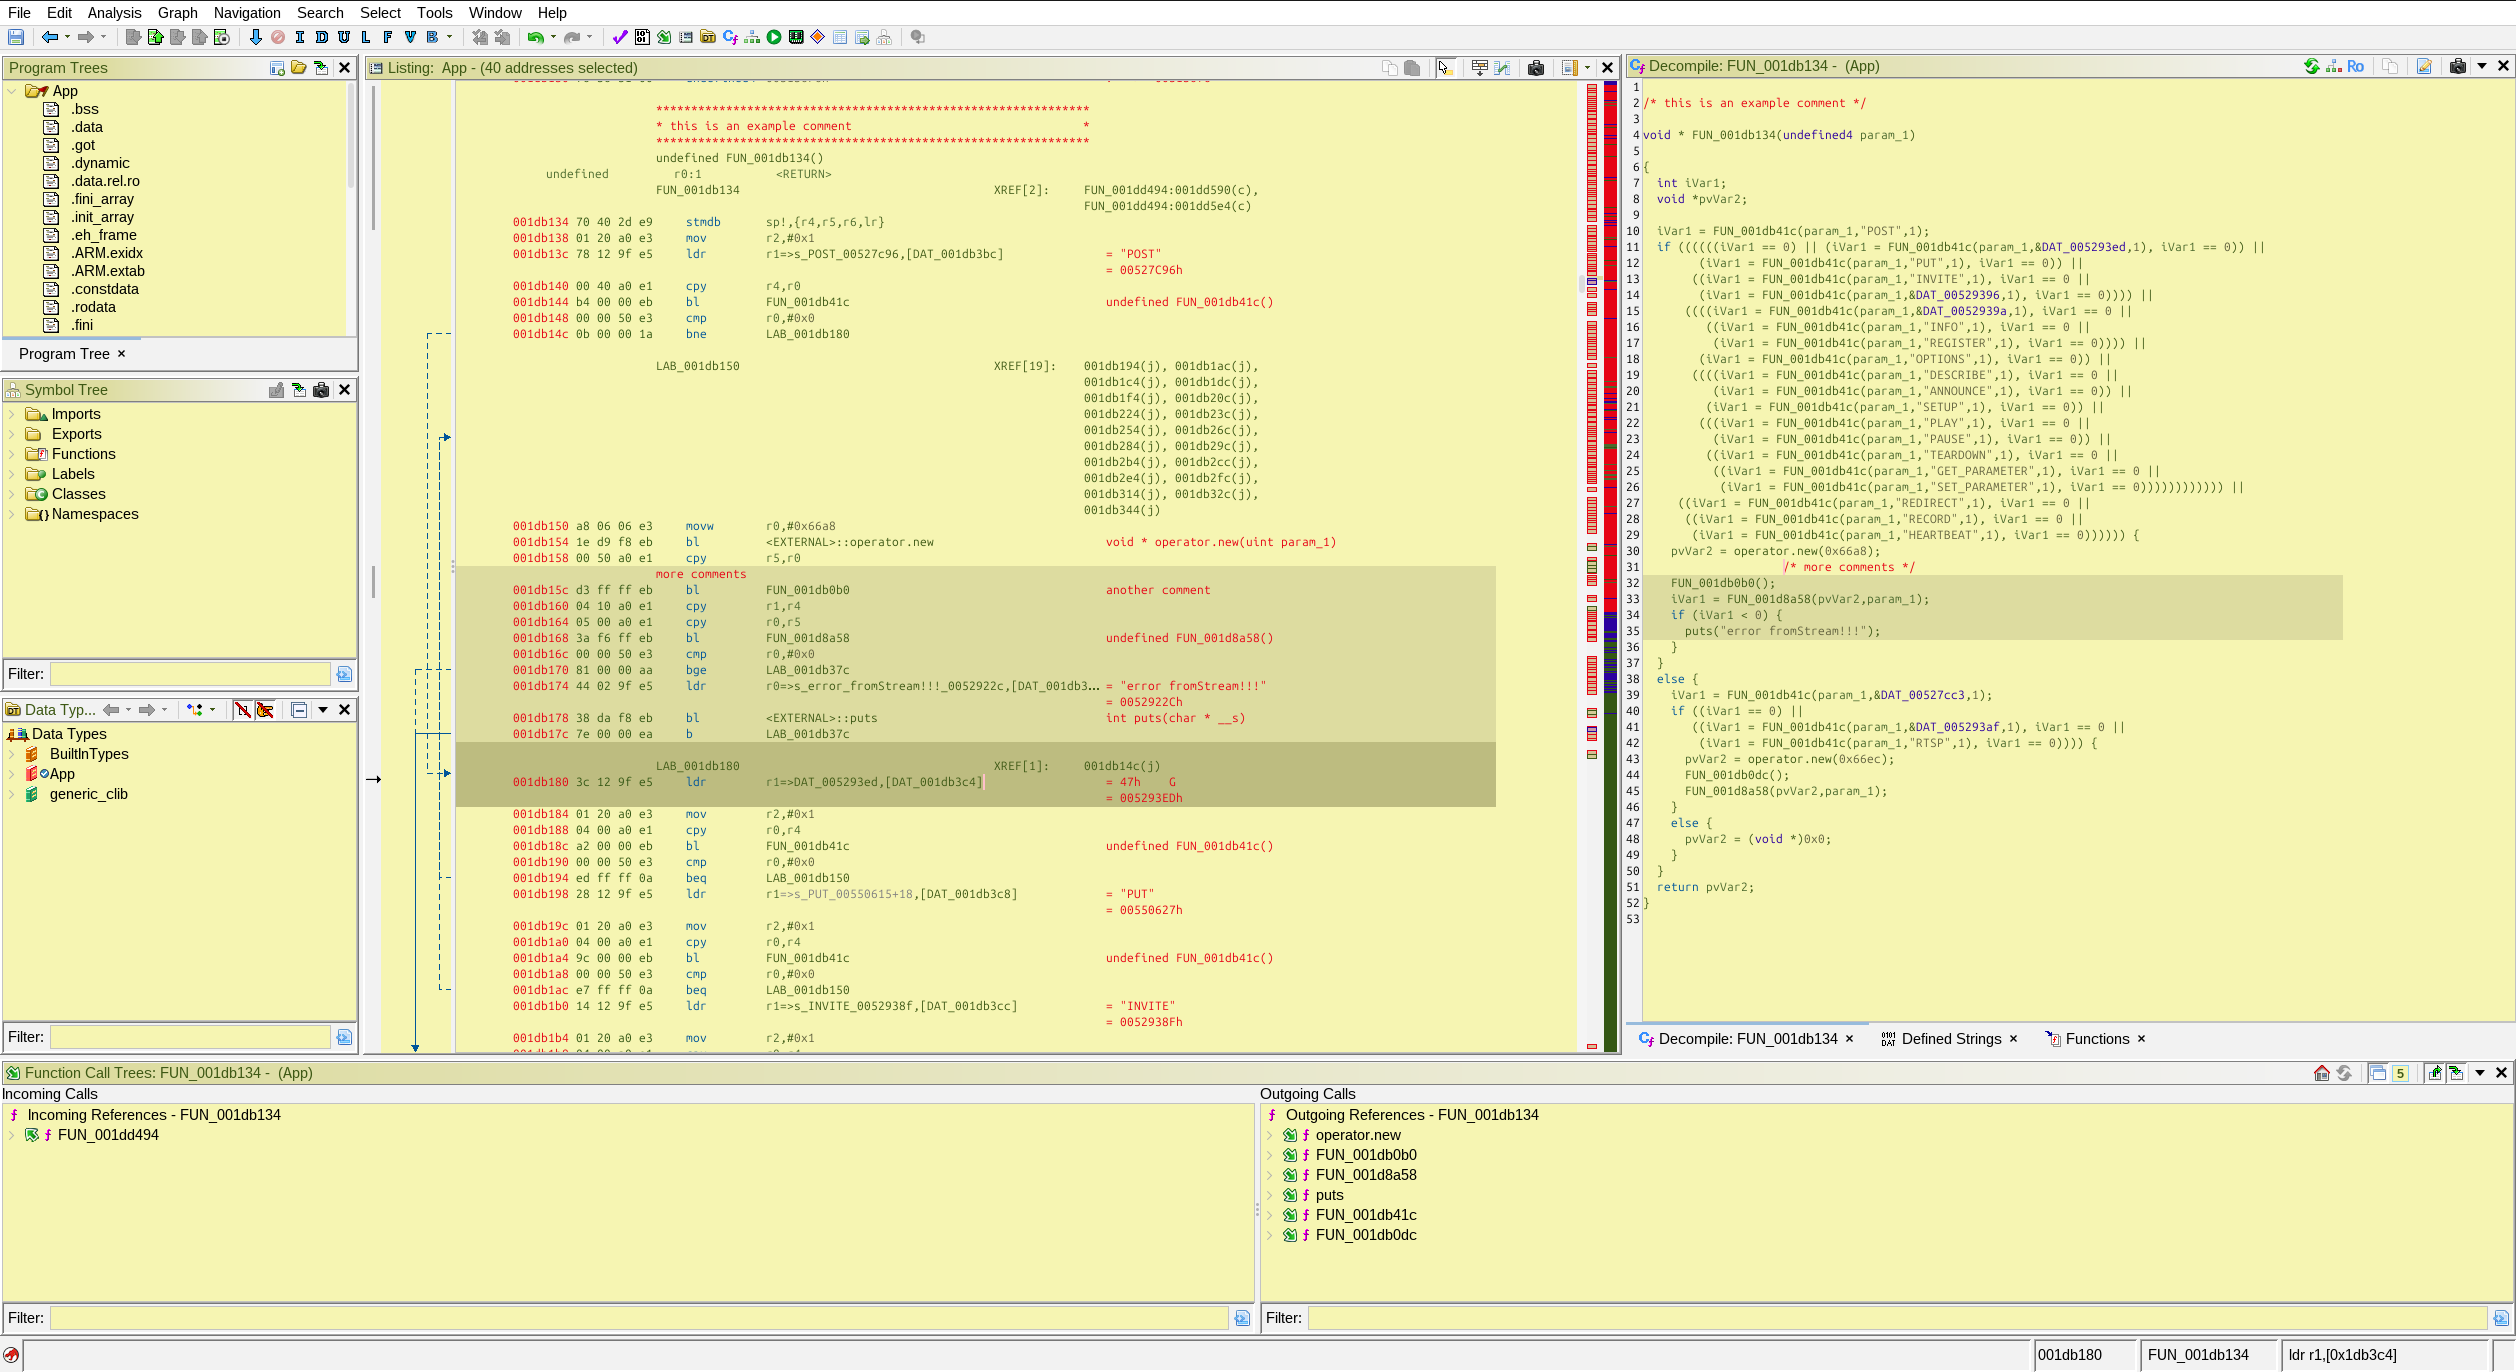 File Edit Analysis Graph Navigation Search Select Tools Window Help
I D U L F V B
Program Trees
App
.bss
.data
.got
.dynamic
.data.rel.ro
.fini_array
.init_array
.eh_frame
.ARM.exidx
.ARM.extab
.constdata
.rodata
.fini
Program Tree ×
Symbol Tree
Imports
Exports
Functions
Labels
Classes
Namespaces
Filter:
Data Typ...
Data Types
BuiltInTypes
App
generic_clib
Filter:
Listing: App - (40 addresses selected)
**************************************************************
* this is an example comment *
**************************************************************
undefined FUN_001db134()
undefined r0:1 <RETURN>
FUN_001db134 XREF[2]: FUN_001dd494:001dd590(c),
FUN_001dd494:001dd5e4(c)
001db134 70 40 2d e9 stmdb sp!,{r4,r5,r6,lr}
001db138 01 20 a0 e3 mov r2,#0x1
001db13c 78 12 9f e5 ldr r1=>s_POST_00527c96,[DAT_001db3bc] = "POST"
= 00527C96h
001db140 00 40 a0 e1 cpy r4,r0
001db144 b4 00 00 eb bl FUN_001db41c undefined FUN_001db41c()
001db148 00 00 50 e3 cmp r0,#0x0
001db14c 0b 00 00 1a bne LAB_001db180
LAB_001db150 XREF[19]: 001db194(j), 001db1ac(j),
001db1c4(j), 001db1dc(j),
001db1f4(j), 001db20c(j),
001db224(j), 001db23c(j),
001db254(j), 001db26c(j),
001db284(j), 001db29c(j),
001db2b4(j), 001db2cc(j),
001db2e4(j), 001db2fc(j),
001db314(j), 001db32c(j),
001db344(j)
001db150 a8 06 06 e3 movw r0,#0x66a8
001db154 1e d9 f8 eb bl <EXTERNAL>::operator.new void * operator.new(uint param_1)
001db158 00 50 a0 e1 cpy r5,r0
more comments
001db15c d3 ff ff eb bl FUN_001db0b0 another comment
001db160 04 10 a0 e1 cpy r1,r4
001db164 05 00 a0 e1 cpy r0,r5
001db168 3a f6 ff eb bl FUN_001d8a58 undefined FUN_001d8a58()
001db16c 00 00 50 e3 cmp r0,#0x0
001db170 81 00 00 aa bge LAB_001db37c
001db174 44 02 9f e5 ldr r0=>s_error_fromStream!!!_0052922c,[DAT_001db3... = "error fromStream!!!"
= 0052922Ch
001db178 38 da f8 eb bl <EXTERNAL>::puts int puts(char * __s)
001db17c 7e 00 00 ea b LAB_001db37c
LAB_001db180 XREF[1]: 001db14c(j)
001db180 3c 12 9f e5 ldr r1=>DAT_005293ed,[DAT_001db3c4] = 47h G
= 005293EDh
001db184 01 20 a0 e3 mov r2,#0x1
001db188 04 00 a0 e1 cpy r0,r4
001db18c a2 00 00 eb bl FUN_001db41c undefined FUN_001db41c()
001db190 00 00 50 e3 cmp r0,#0x0
001db194 ed ff ff 0a beq LAB_001db150
001db198 28 12 9f e5 ldr r1=>s_PUT_00550615+18,[DAT_001db3c8] = "PUT"
= 00550627h
001db19c 01 20 a0 e3 mov r2,#0x1
001db1a0 04 00 a0 e1 cpy r0,r4
001db1a4 9c 00 00 eb bl FUN_001db41c undefined FUN_001db41c()
001db1a8 00 00 50 e3 cmp r0,#0x0
001db1ac e7 ff ff 0a beq LAB_001db150
001db1b0 14 12 9f e5 ldr r1=>s_INVITE_0052938f,[DAT_001db3cc] = "INVITE"
= 0052938Fh
001db1b4 01 20 a0 e3 mov r2,#0x1
Decompile: FUN_001db134 - (App)
Ro
1
2 /* this is an example comment */
3
4 void * FUN_001db134(undefined4 param_1)
5
6 {
7 int iVar1;
8 void *pvVar2;
9
10 iVar1 = FUN_001db41c(param_1,"POST",1);
11 if ((((((iVar1 == 0) || (iVar1 = FUN_001db41c(param_1,&DAT_005293ed,1), iVar1 == 0)) ||
12 (iVar1 = FUN_001db41c(param_1,"PUT",1), iVar1 == 0)) ||
13 ((iVar1 = FUN_001db41c(param_1,"INVITE",1), iVar1 == 0 ||
14 (iVar1 = FUN_001db41c(param_1,&DAT_00529396,1), iVar1 == 0)))) ||
15 ((((iVar1 = FUN_001db41c(param_1,&DAT_0052939a,1), iVar1 == 0 ||
16 ((iVar1 = FUN_001db41c(param_1,"INFO",1), iVar1 == 0 ||
17 (iVar1 = FUN_001db41c(param_1,"REGISTER",1), iVar1 == 0)))) ||
18 (iVar1 = FUN_001db41c(param_1,"OPTIONS",1), iVar1 == 0)) ||
19 ((((iVar1 = FUN_001db41c(param_1,"DESCRIBE",1), iVar1 == 0 ||
20 (iVar1 = FUN_001db41c(param_1,"ANNOUNCE",1), iVar1 == 0)) ||
21 (iVar1 = FUN_001db41c(param_1,"SETUP",1), iVar1 == 0)) ||
22 (((iVar1 = FUN_001db41c(param_1,"PLAY",1), iVar1 == 0 ||
23 (iVar1 = FUN_001db41c(param_1,"PAUSE",1), iVar1 == 0)) ||
24 ((iVar1 = FUN_001db41c(param_1,"TEARDOWN",1), iVar1 == 0 ||
25 ((iVar1 = FUN_001db41c(param_1,"GET_PARAMETER",1), iVar1 == 0 ||
26 (iVar1 = FUN_001db41c(param_1,"SET_PARAMETER",1), iVar1 == 0)))))))))))) ||
27 ((iVar1 = FUN_001db41c(param_1,"REDIRECT",1), iVar1 == 0 ||
28 ((iVar1 = FUN_001db41c(param_1,"RECORD",1), iVar1 == 0 ||
29 (iVar1 = FUN_001db41c(param_1,"HEARTBEAT",1), iVar1 == 0)))))) {
30 pvVar2 = operator.new(0x66a8);
31 /* more comments */
32 FUN_001db0b0();
33 iVar1 = FUN_001d8a58(pvVar2,param_1);
34 if (iVar1 < 0) {
35 puts("error fromStream!!!");
36 }
37 }
38 else {
39 iVar1 = FUN_001db41c(param_1,&DAT_00527cc3,1);
40 if ((iVar1 == 0) ||
41 ((iVar1 = FUN_001db41c(param_1,&DAT_005293af,1), iVar1 == 0 ||
42 (iVar1 = FUN_001db41c(param_1,"RTSP",1), iVar1 == 0)))) {
43 pvVar2 = operator.new(0x66ec);
44 FUN_001db0dc();
45 FUN_001d8a58(pvVar2,param_1);
46 }
47 else {
48 pvVar2 = (void *)0x0;
49 }
50 }
51 return pvVar2;
52 }
53
Decompile: FUN_001db134 × Defined Strings × Functions ×
Function Call Trees: FUN_001db134 - (App)
5
Incoming Calls
Incoming References - FUN_001db134
FUN_001dd494
Filter:
Outgoing Calls
Outgoing References - FUN_001db134
operator.new
FUN_001db0b0
FUN_001d8a58
puts
FUN_001db41c
FUN_001db0dc
Filter:
001db180 FUN_001db134 ldr r1,[0x1db3c4]